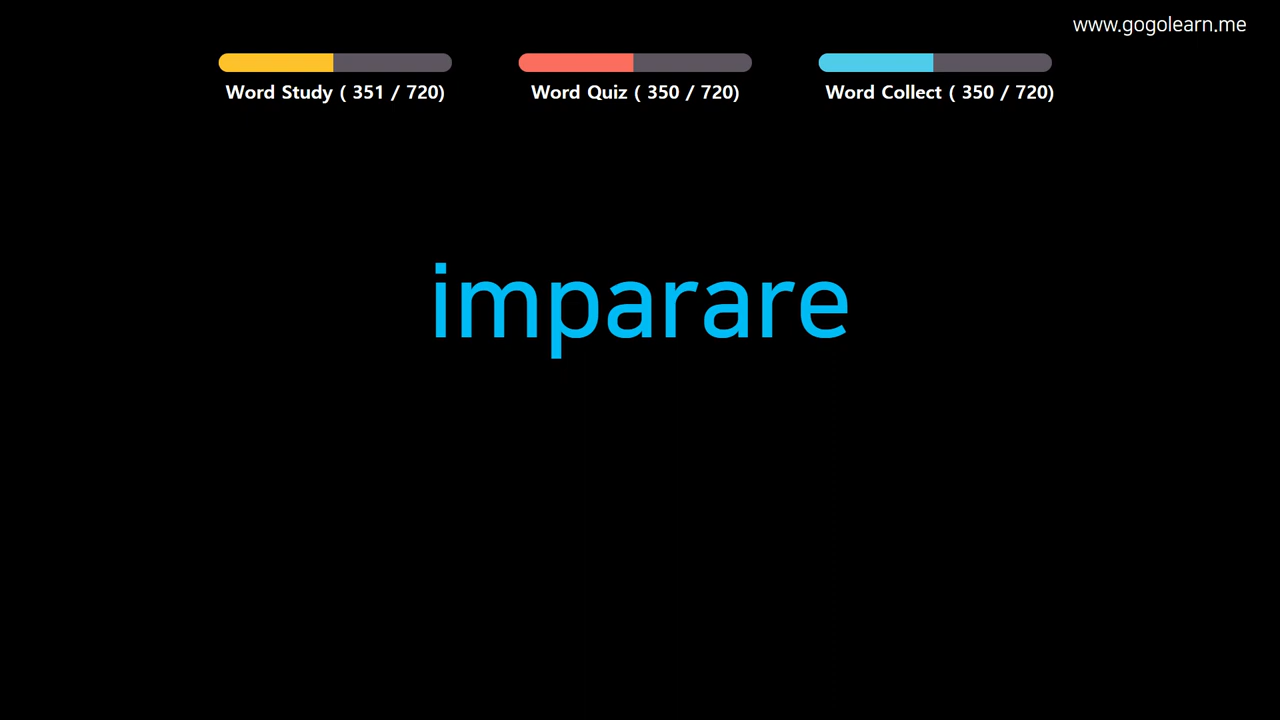 www.gogolearn.me
Word Study ( 351 / 720)
Word Quiz ( 350 / 720)
Word Collect ( 350 / 720)
imparare